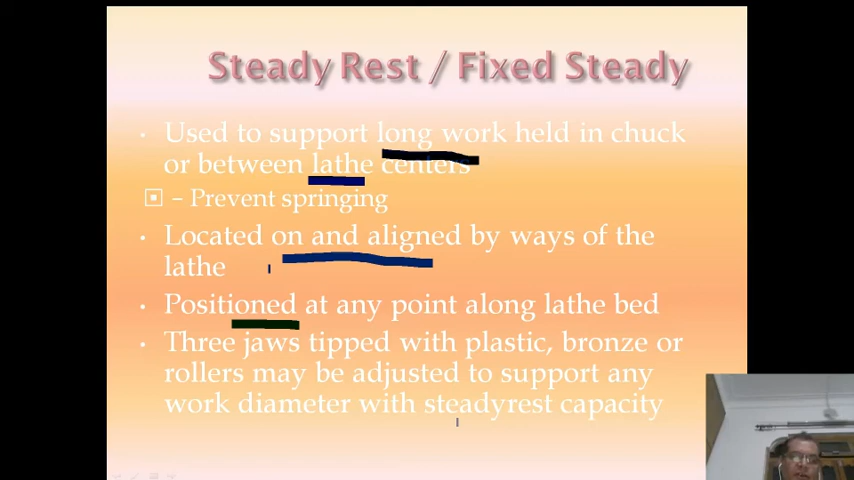 Steady Rest / Fixed Steady
• Used to support long work held in chuck
or between lathe centers
– Prevent springing
• Located on and aligned by ways of the
lathe
• Positioned at any point along lathe bed
• Three jaws tipped with plastic, bronze or
rollers may be adjusted to support any
work diameter with steadyrest capacity